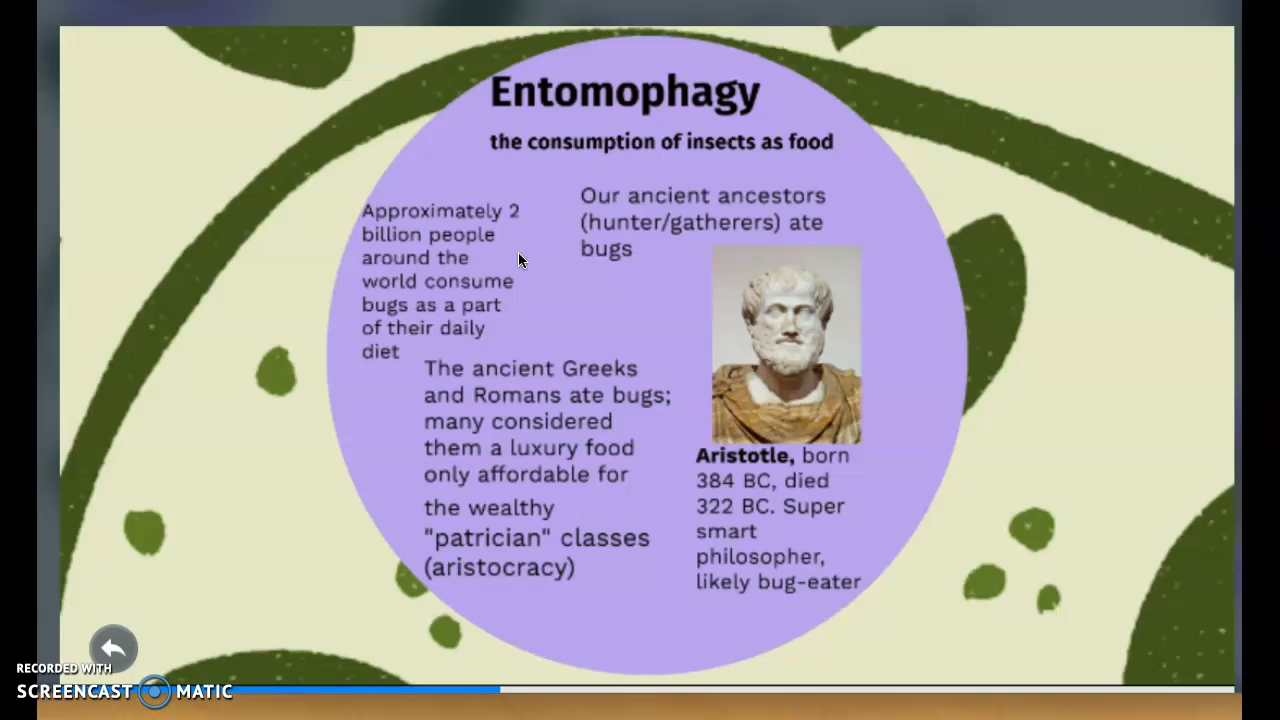 Entomophagy
the consumption of insects as food
Approximately 2
billion people
around the
world consume
bugs as a part
of their daily
diet
Our ancient ancestors
(hunter/gatherers) ate
bugs
The ancient Greeks
and Romans ate bugs;
many considered
them a luxury food
only affordable for
the wealthy
"patrician" classes
(aristocracy)
Aristotle, born
384 BC, died
322 BC. Super
smart
philosopher,
likely bug-eater
RECORDED WITH
SCREENCAST MATIC